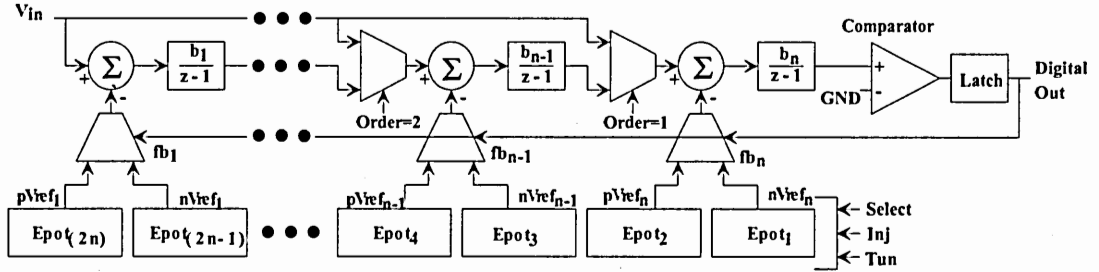 Vin
Comparator
Σ
b1
z-1
Σ
bn-1
z-1
Σ
bn
z-1
+
-
+
-
+
-
+
-
GND
Latch
Digital
Out
Order=2
Order=1
fb1
fbn-1
fbn
pVref1
nVref1
pVrefn-1
nVrefn-1
pVrefn
nVrefn
Epot(2n)
Epot(2n-1)
Epot4
Epot3
Epot2
Epot1
Select
Inj
Tun